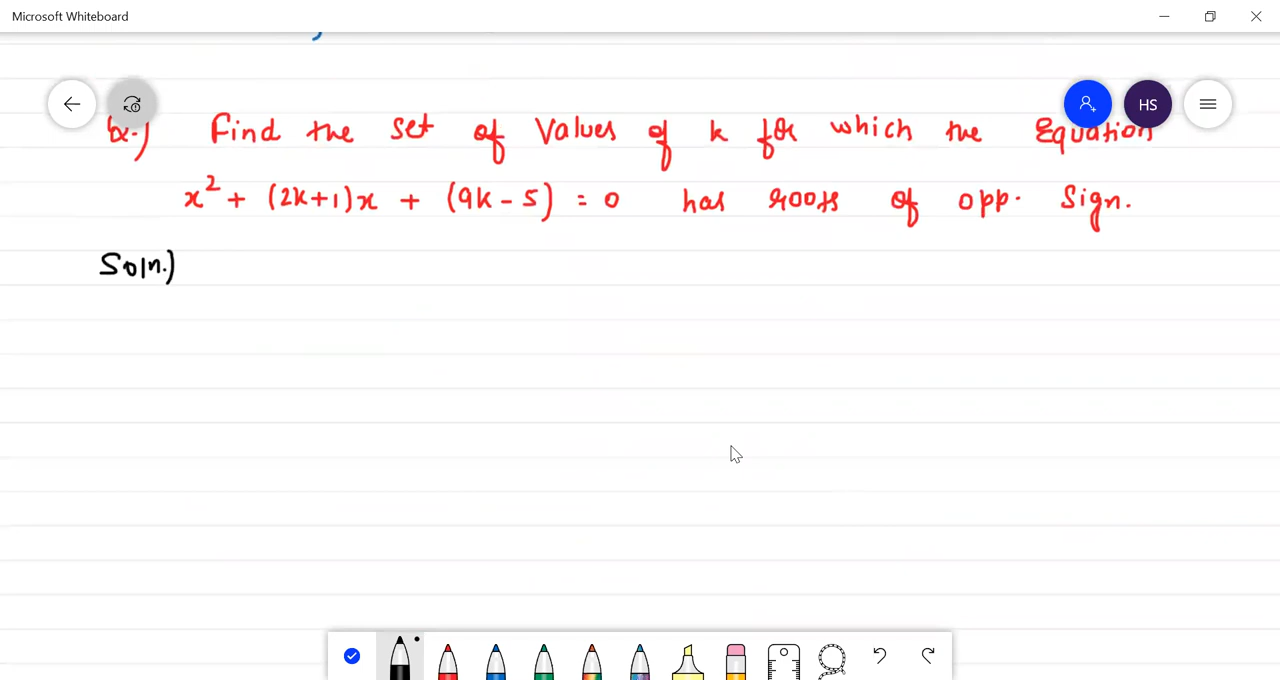 Microsoft Whiteboard
HS
Qx.) Find the set of values of k for which the Equation
x² + (2k+1)x + (9k-5) = 0 has roots of opp. Sign.
Soln.)